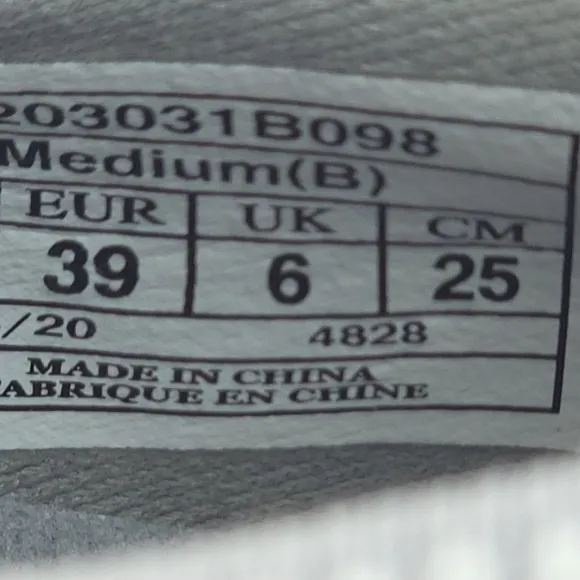 203031B098
Medium(B)
EUR UK CM
39 6 25
/20 4828
MADE IN CHINA
FABRIQUE EN CHINE